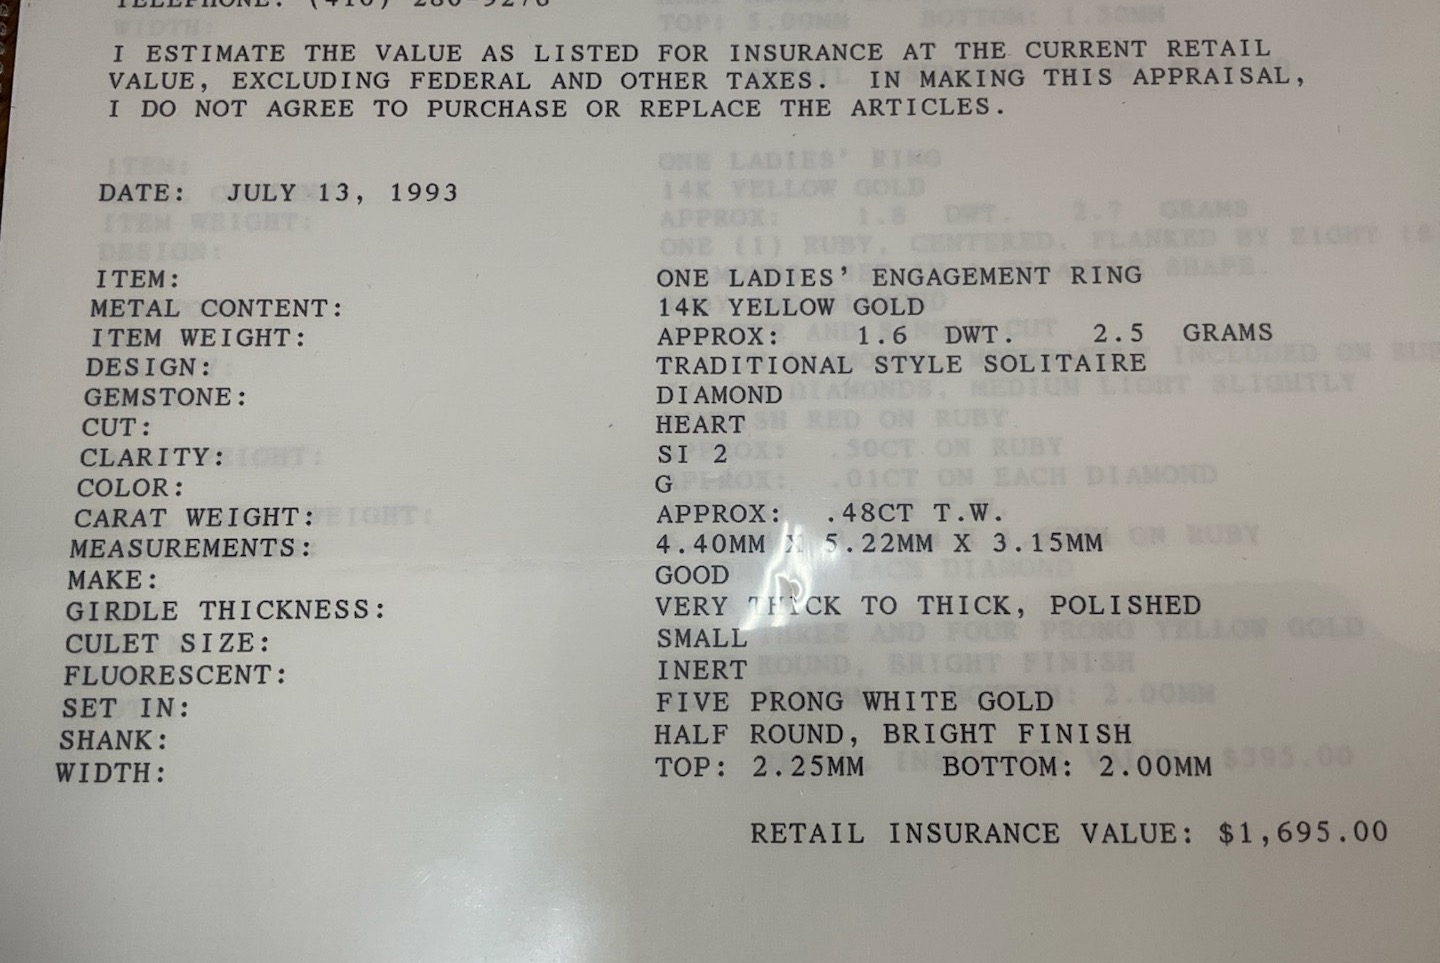 I ESTIMATE THE VALUE AS LISTED FOR INSURANCE AT THE CURRENT RETAIL
VALUE, EXCLUDING FEDERAL AND OTHER TAXES. IN MAKING THIS APPRAISAL,
I DO NOT AGREE TO PURCHASE OR REPLACE THE ARTICLES.
DATE: JULY 13, 1993
ITEM: ONE LADIES' ENGAGEMENT RING
METAL CONTENT: 14K YELLOW GOLD
ITEM WEIGHT: APPROX: 1.6 DWT. 2.5 GRAMS
DESIGN: TRADITIONAL STYLE SOLITAIRE
GEMSTONE: DIAMOND
CUT: HEART
CLARITY: SI 2
COLOR: G
CARAT WEIGHT: APPROX: .48CT T.W.
MEASUREMENTS: 4.40MM X 5.22MM X 3.15MM
MAKE: GOOD
GIRDLE THICKNESS: VERY THICK TO THICK, POLISHED
CULET SIZE: SMALL
FLUORESCENT: INERT
SET IN: FIVE PRONG WHITE GOLD
SHANK: HALF ROUND, BRIGHT FINISH
WIDTH: TOP: 2.25MM BOTTOM: 2.00MM
RETAIL INSURANCE VALUE: $1,695.00